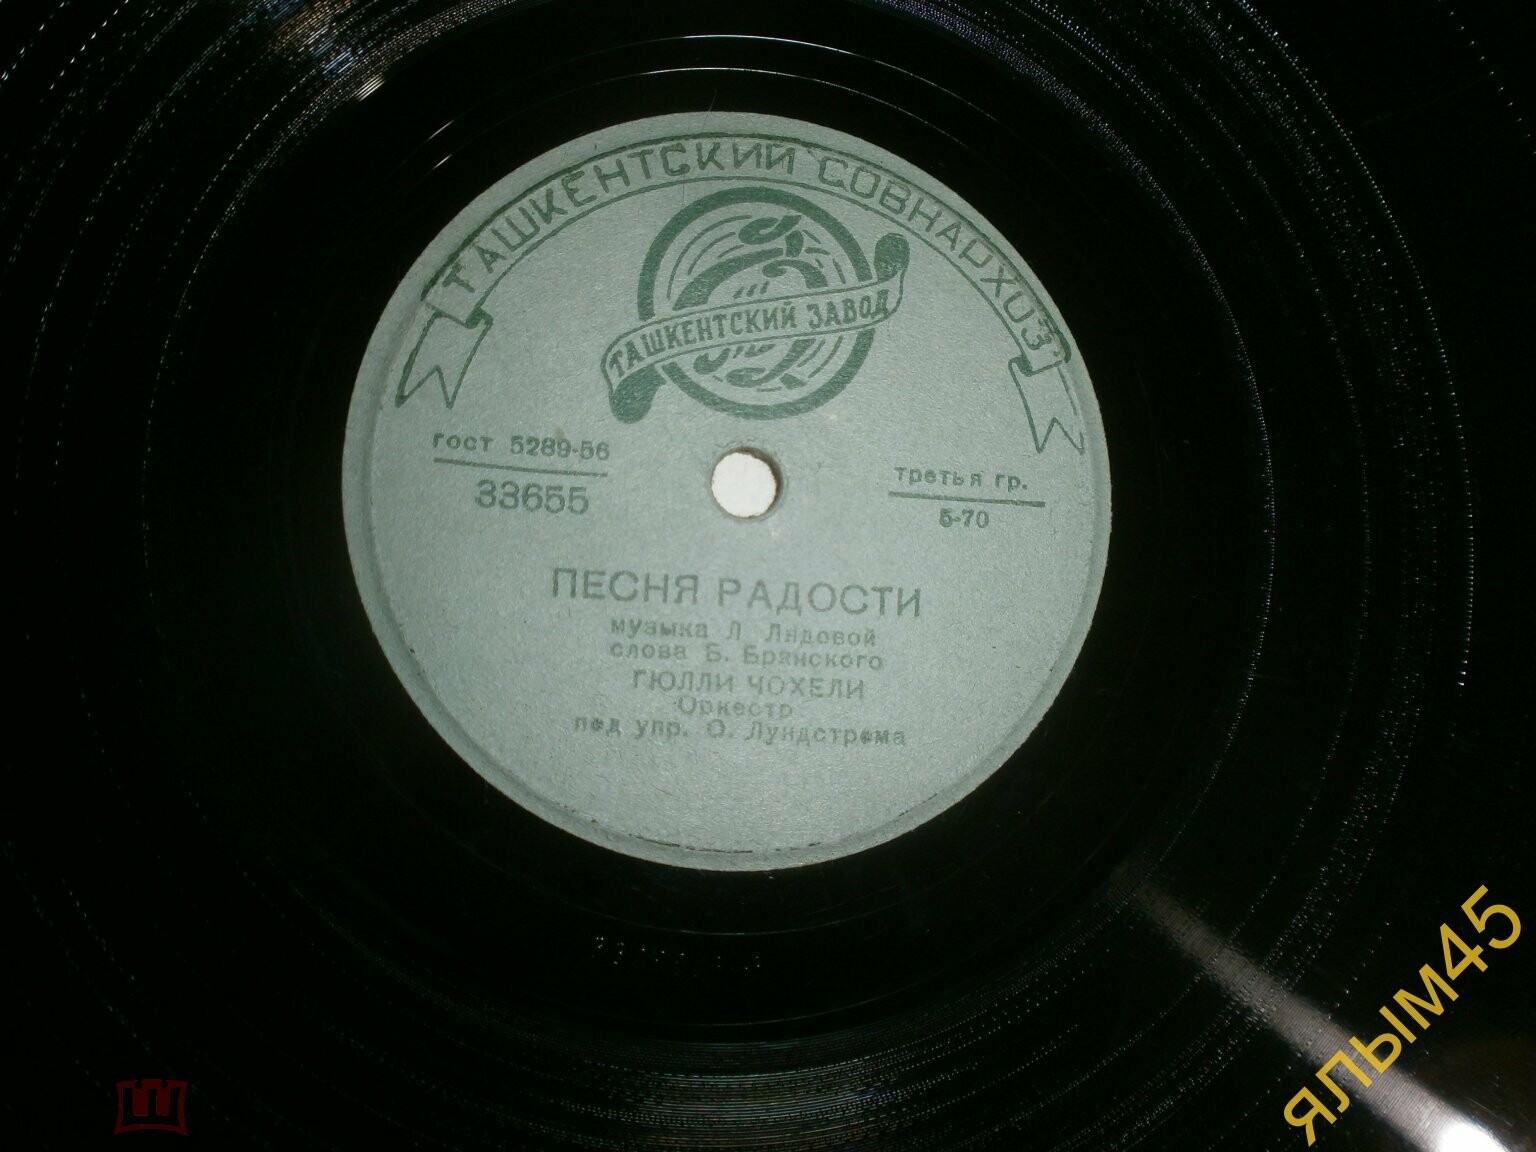 ТАШКЕНТСКИЙ СОВНАРХОЗ
ТАШКЕНТСКИЙ ЗАВОД
гост 5289-56
33655
третья гр.
5-70
ПЕСНЯ РАДОСТИ
музыка Л. Лядовой
слова Б. Брянского
ГЮЛЛИ ЧОХЕЛИ
Оркестр
под упр. О. Лундстрема
ялым45